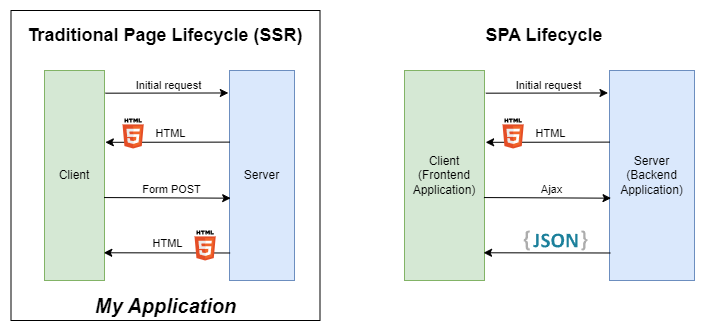 Traditional Page Lifecycle (SSR)
Initial request
HTML
5
HTML
Client
Server
Form POST
HTML
HTML
5
My Application
SPA Lifecycle
Initial request
HTML
5
HTML
Client
(Frontend
Application)
Server
(Backend
Application)
Ajax
{JSON}